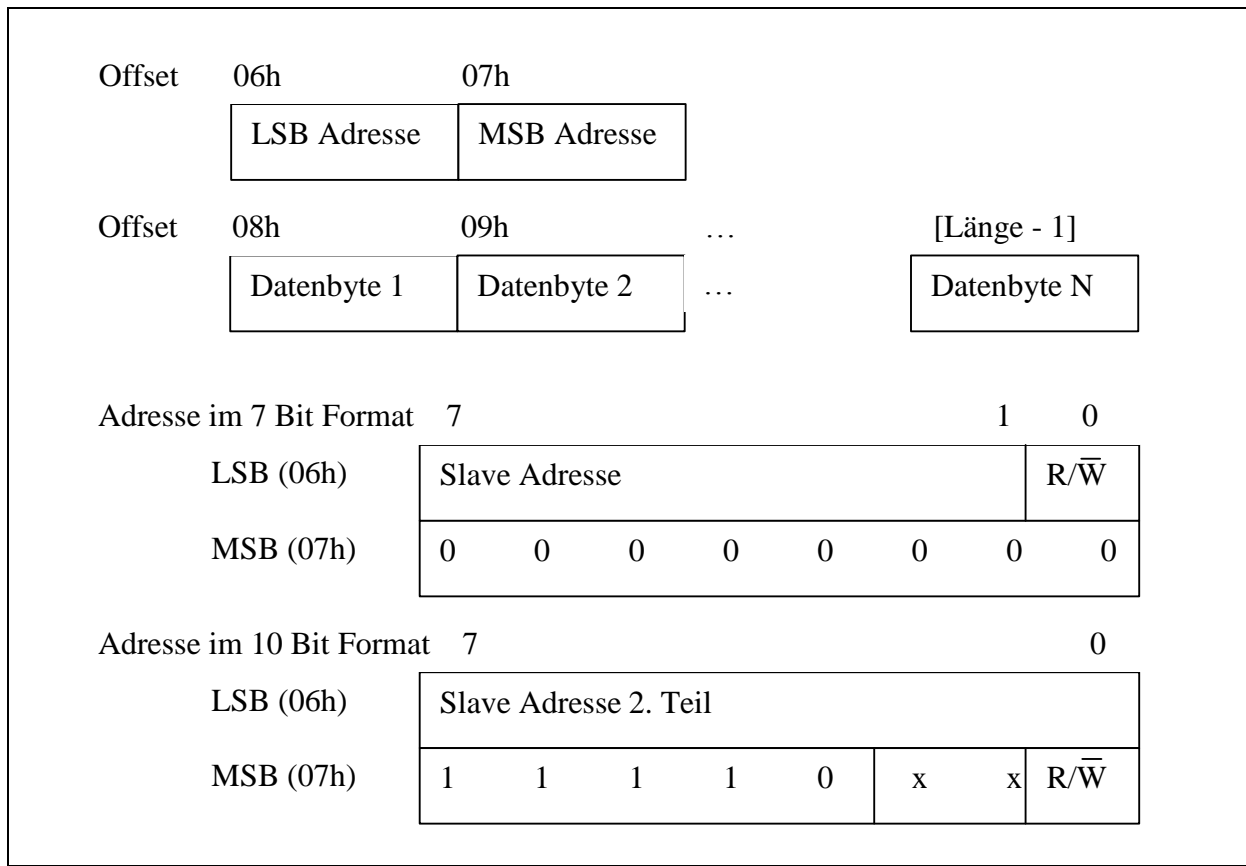 Offset 06h 07h
LSB Adresse MSB Adresse
Offset 08h 09h … [Länge - 1]
Datenbyte 1 Datenbyte 2 … Datenbyte N
Adresse im 7 Bit Format 7 1 0
LSB (06h) Slave Adresse R/W̅
MSB (07h) 0 0 0 0 0 0 0 0
Adresse im 10 Bit Format 7 0
LSB (06h) Slave Adresse 2. Teil
MSB (07h) 1 1 1 1 0 x x R/W̅